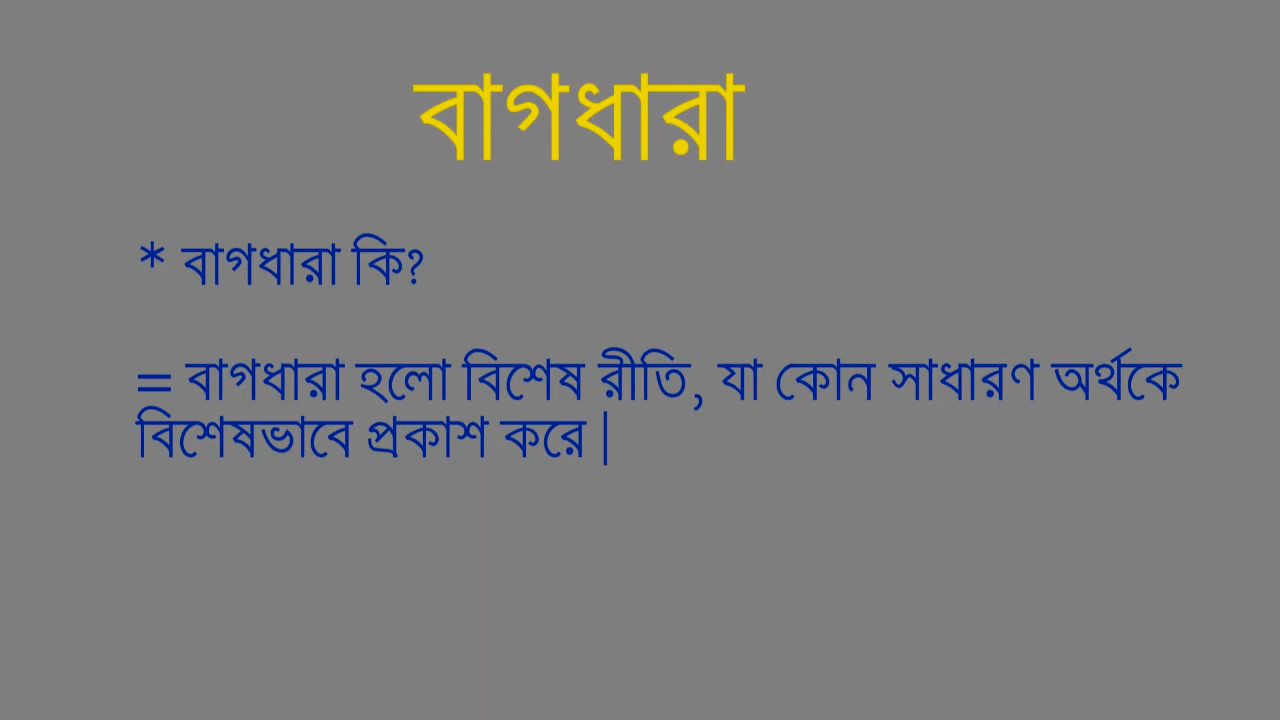 বাগধারা
* বাগধারা কি?
= বাগধারা হলো বিশেষ রীতি, যা কোন সাধারণ অর্থকে
বিশেষভাবে প্রকাশ করে |